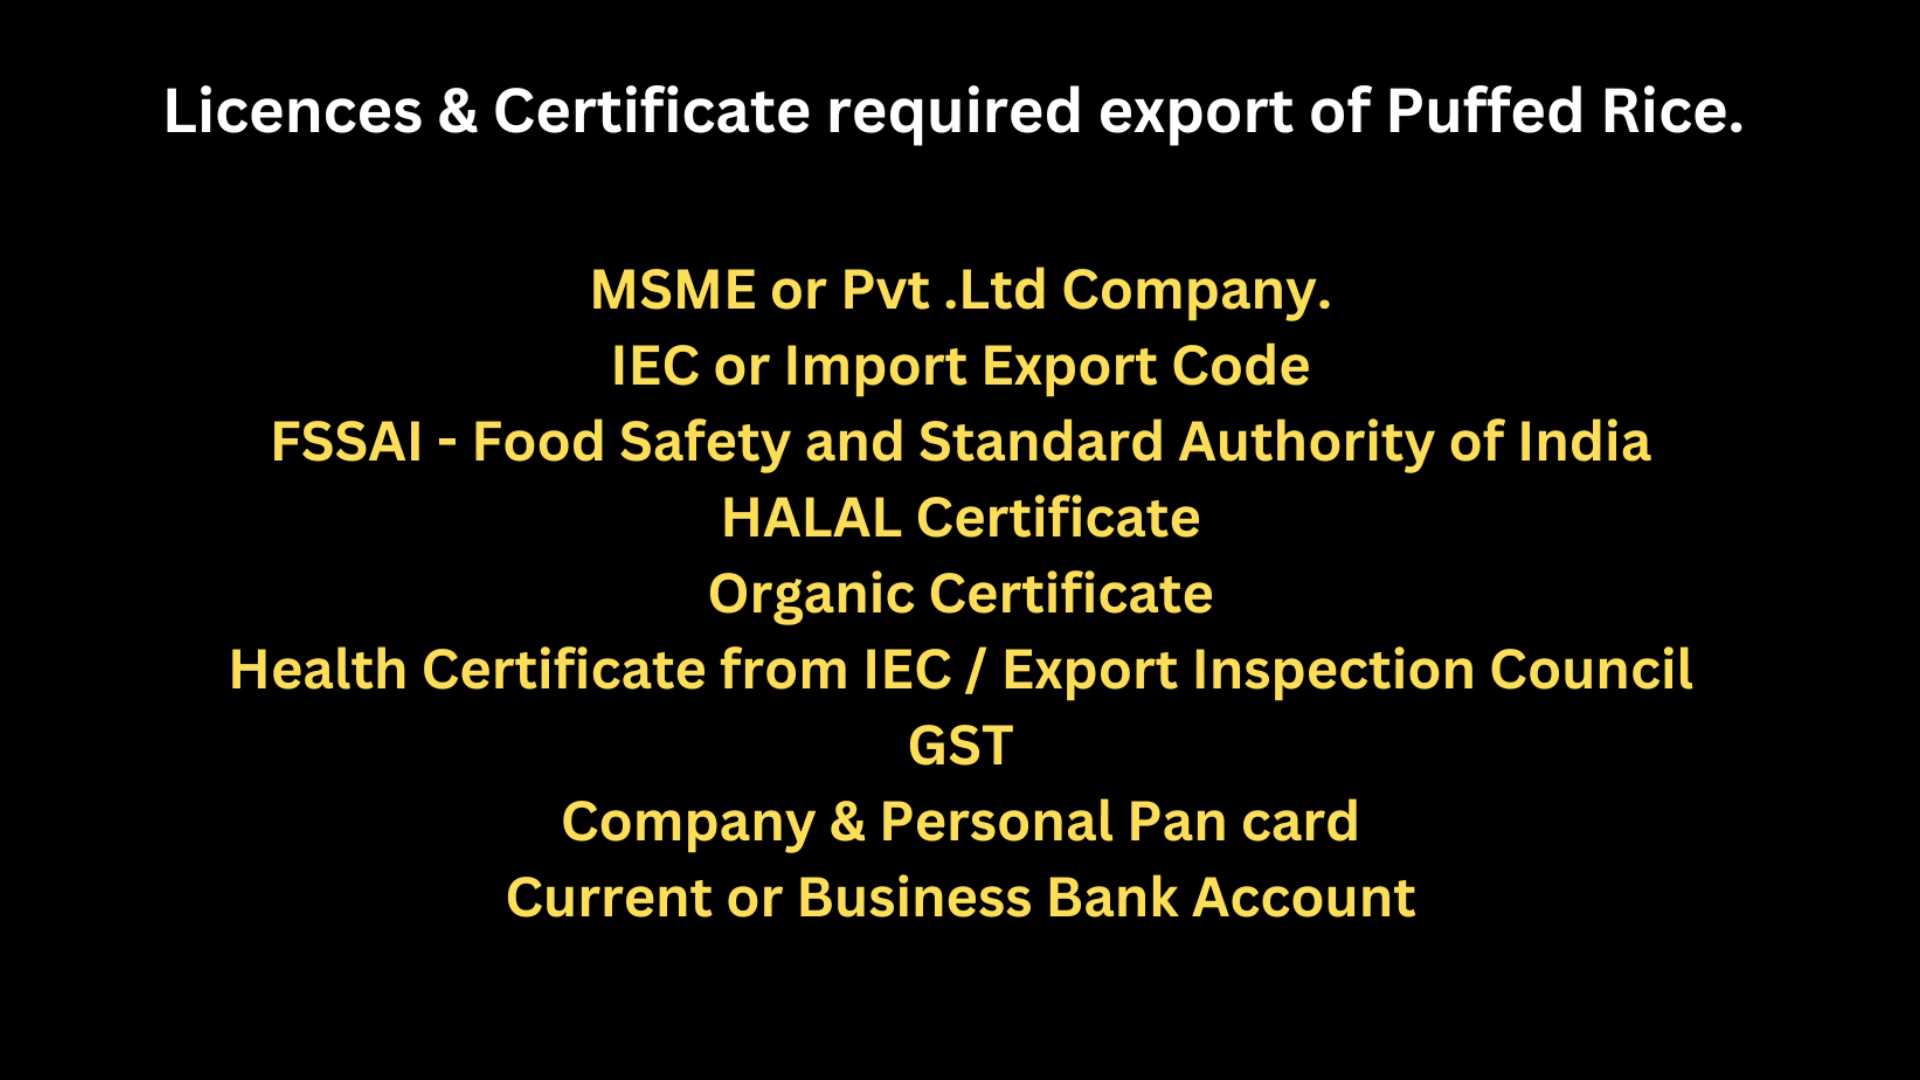 Licences & Certificate required export of Puffed Rice.
MSME or Pvt .Ltd Company.
IEC or Import Export Code
FSSAI - Food Safety and Standard Authority of India
HALAL Certificate
Organic Certificate
Health Certificate from IEC / Export Inspection Council
GST
Company & Personal Pan card
Current or Business Bank Account